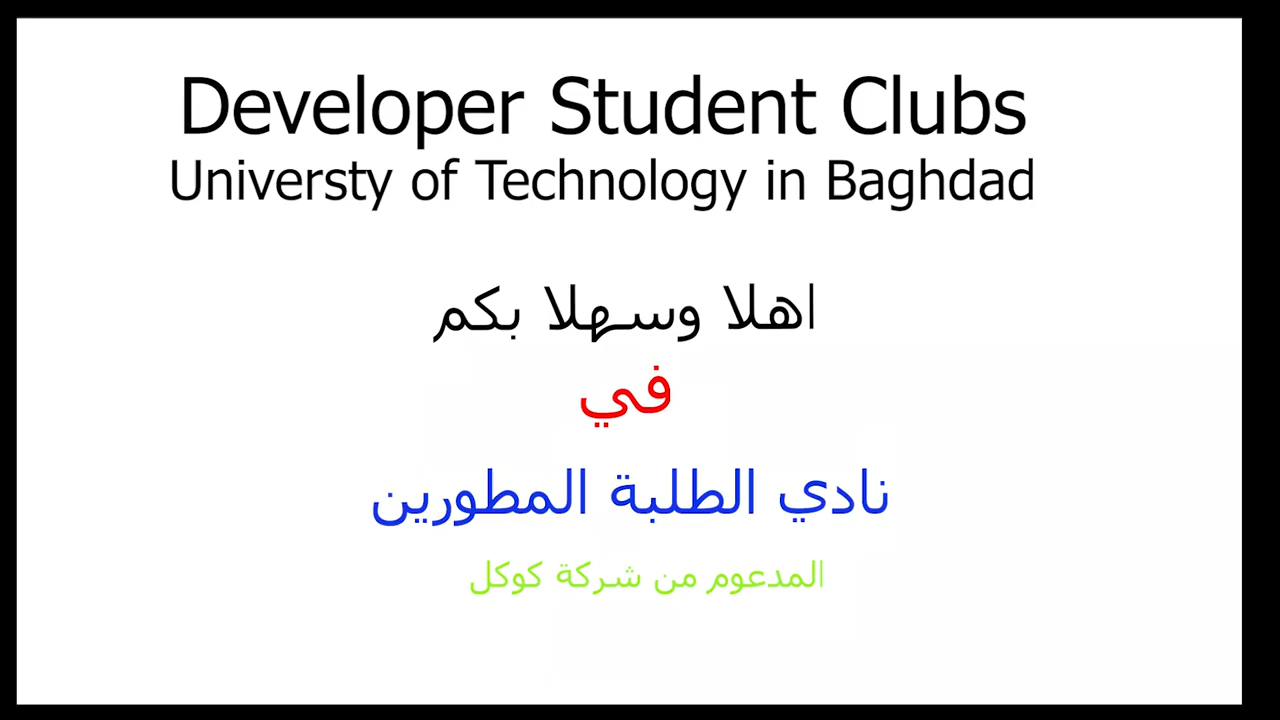 Developer Student Clubs
Universty of Technology in Baghdad
اهلا وسهلا بكم
في
نادي الطلبة المطورين
المدعوم من شركة كوكل